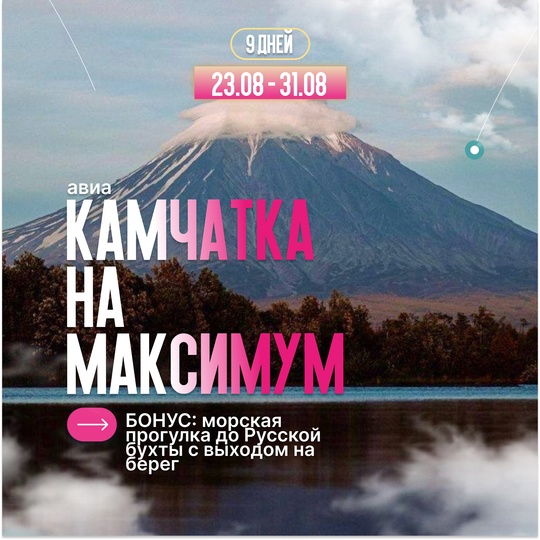 9 ДНЕЙ
23.08 - 31.08
авиа
КАМЧАТКА
НА
МАКСИМУМ
БОНУС: морская
прогулка до Русской
бухты с выходом на
берег